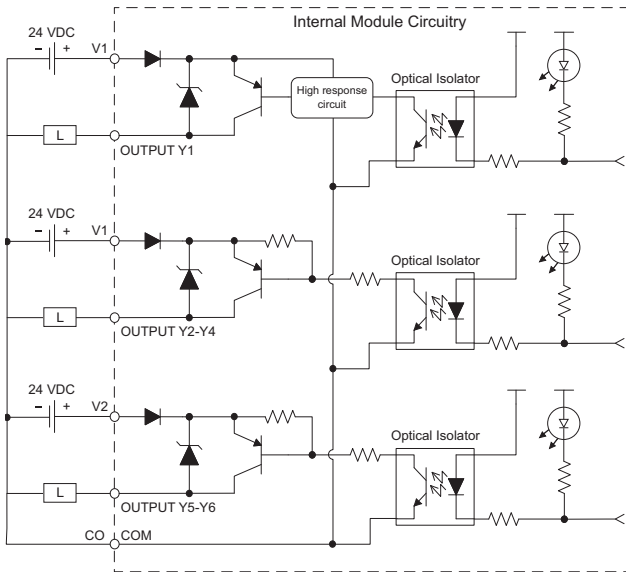 Internal Module Circuitry
24 VDC
− + V1
Optical Isolator
High response
circuit
L
OUTPUT Y1
24 VDC
− + V1
Optical Isolator
L
OUTPUT Y2-Y4
24 VDC
− + V2
Optical Isolator
L
OUTPUT Y5-Y6
CO COM